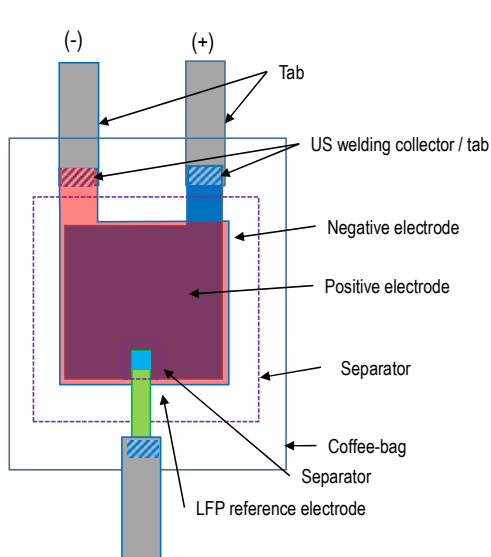 (-)
(+)
Tab
US welding collector / tab
Negative electrode
Positive electrode
Separator
Coffee-bag
Separator
LFP reference electrode